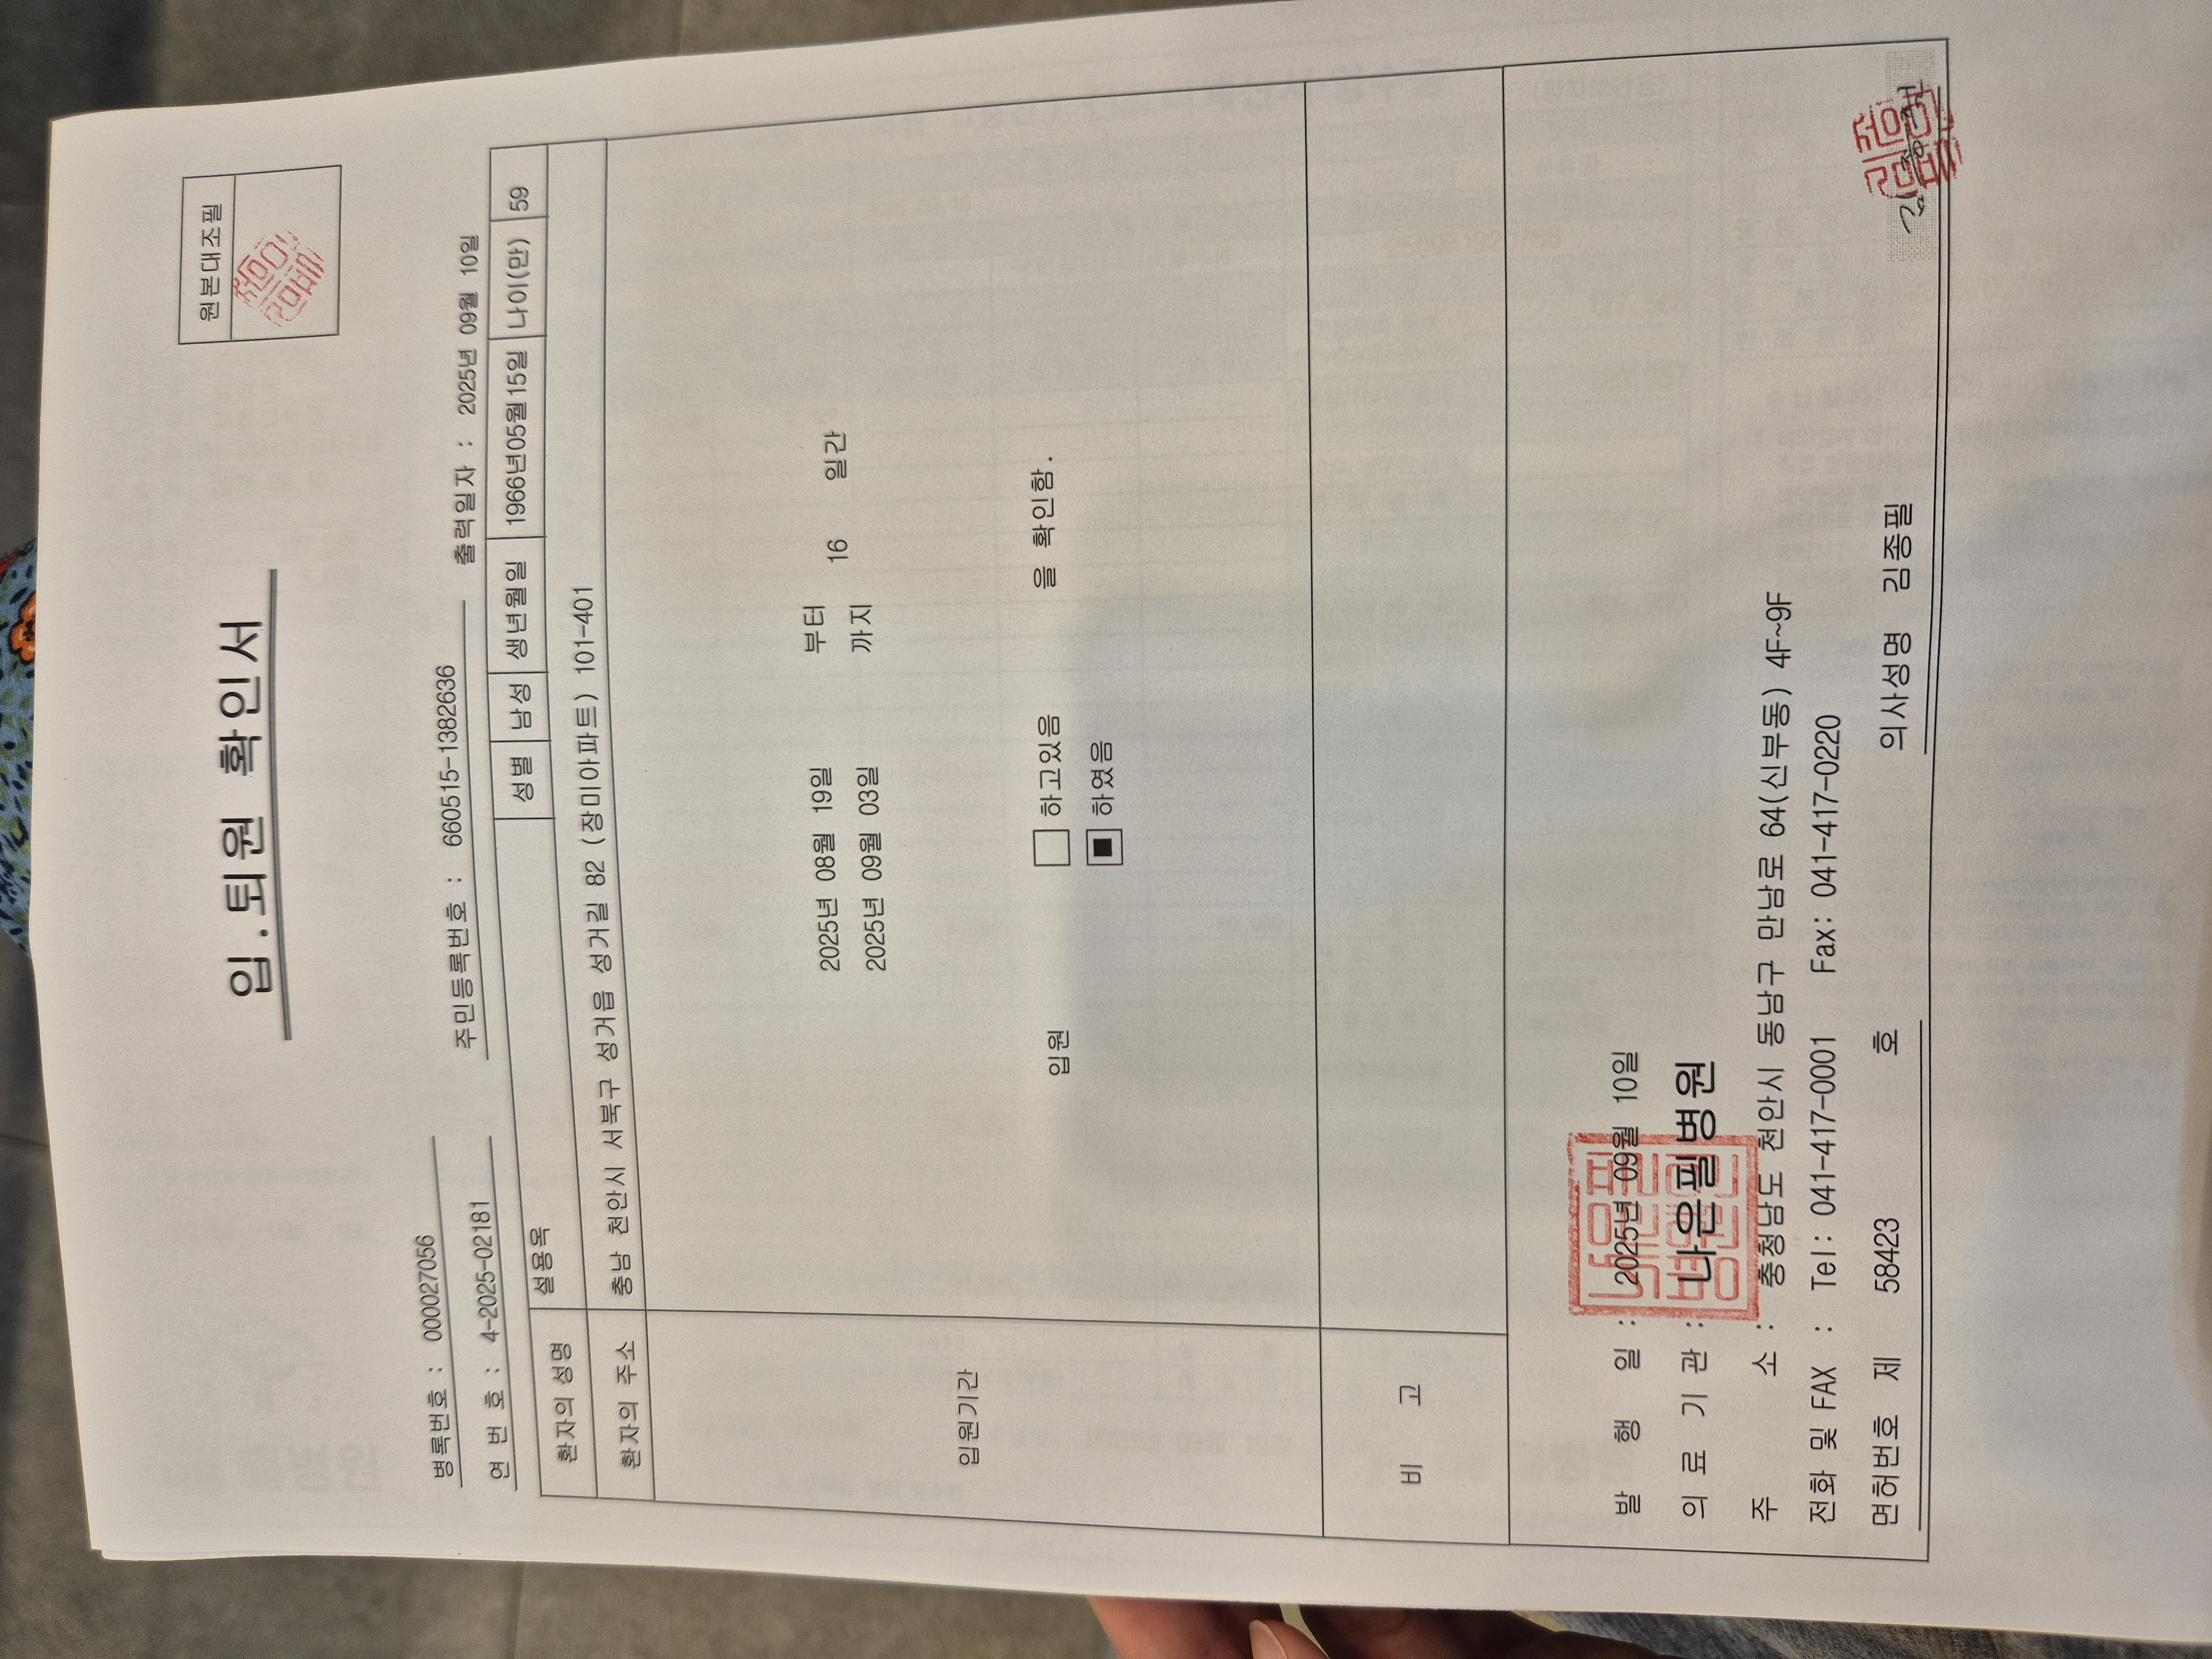 원본대조필
입.퇴원 확인서
병록번호 : 000027056
연 번 호 : 4-2025-02181
주민등록번호 : 660515-1382636
출력일자 : 2025년 09월 10일
환자의 성명 설용옥 성별 남성 생년월일 1966년05월15일 나이(만) 59
환자의 주소 충남 천안시 서북구 성거읍 성거길 82 (장미아파트) 101-401
입원기간
2025년 08월 19일 부터
2025년 09월 03일 까지
16 일간
입원
하고있음
하였음
을 확인함.
비 고
발 행 일 : 2025년 09월 10일
의 료 기 관 : 나은필병원
주 소 : 충청남도 천안시 동남구 만남로 64(신부동) 4F~9F
전화 및 FAX : Tel: 041-417-0001 Fax: 041-417-0220
면허번호 제 58423 호 의사성명 김종필